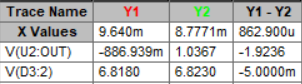 Trace Name Y1 Y2 Y1 - Y2
X Values 9.640m 8.7771m 862.900u
V(U2:OUT) -886.939m 1.0367 -1.9236
V(D3:2) 6.8180 6.8230 -5.0000m